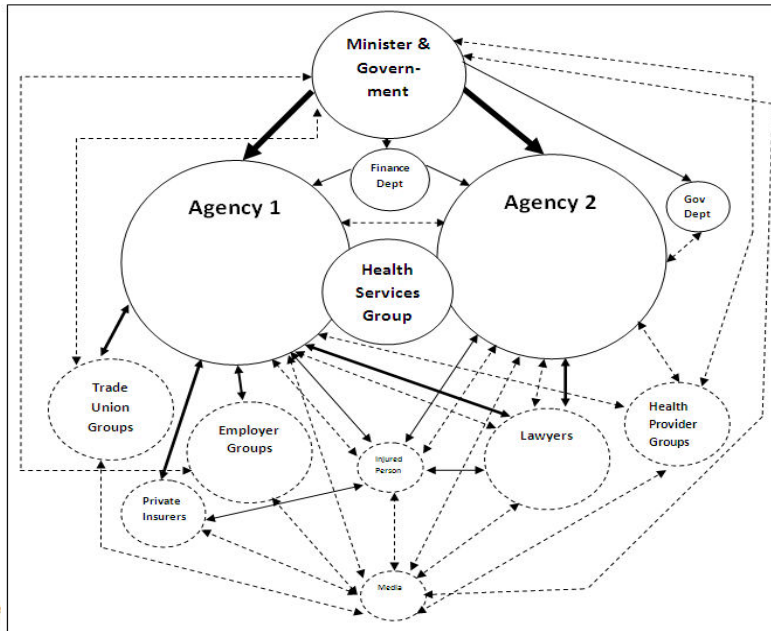 Minister &
Govern-
ment
Finance
Dept
Agency 1
Agency 2
Gov
Dept
Health
Services
Group
Trade
Union
Groups
Employer
Groups
Injured
Person
Lawyers
Health
Provider
Groups
Private
Insurers
Media